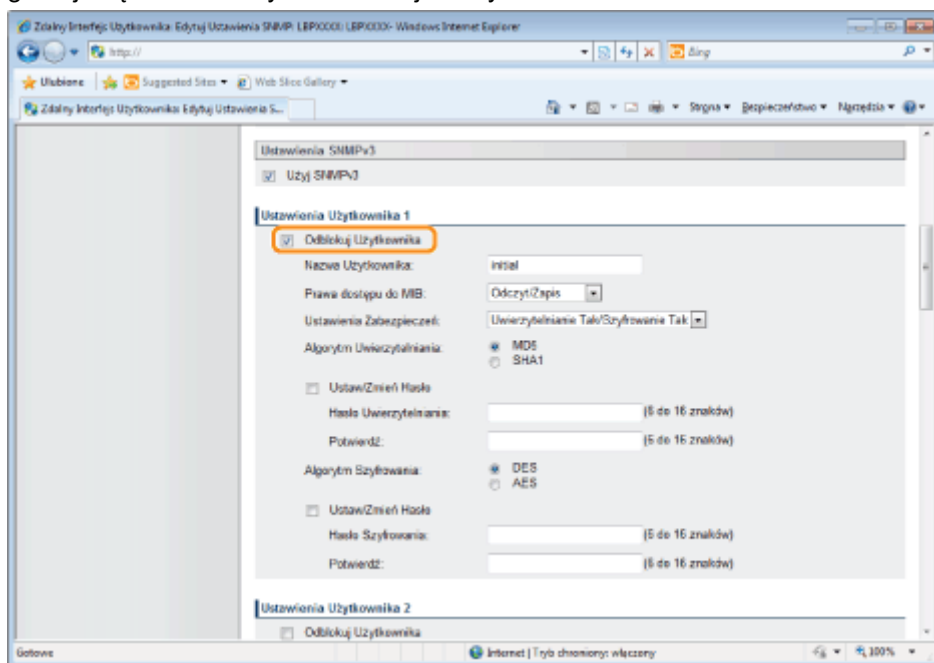 Zdalny Interfejs Użytkownika: Edytuj Ustawienia SNMP: LBPXXXX: LBPXXXX- Windows Internet Explorer
http://
Bing
Ulubione Suggested Sites Web Slice Gallery
Zdalny Interfejs Użytkownika: Edytuj Ustawienia S... Strona Bezpieczeństwo Narzędzia
Ustawienia SNMPv3
Użyj SNMPv3
Ustawienia Użytkownika 1
Odblokuj Użytkownika
Nazwa Użytkownika: initial
Prawa dostępu do MIB: Odczyt/Zapis
Ustawienia Zabezpieczeń: Uwierzytelnianie Tak/Szyfrowanie Tak
Algorytm Uwierzytelniania: MD5
SHA1
Ustaw/Zmień Hasło
Hasło Uwierzytelniania: (6 do 16 znaków)
Potwierdź: (6 do 16 znaków)
Algorytm Szyfrowania: DES
AES
Ustaw/Zmień Hasło
Hasło Szyfrowania: (6 do 16 znaków)
Potwierdź: (6 do 16 znaków)
Ustawienia Użytkownika 2
Odblokuj Użytkownika
Gotowe Internet | Tryb chroniony: włączony 100%